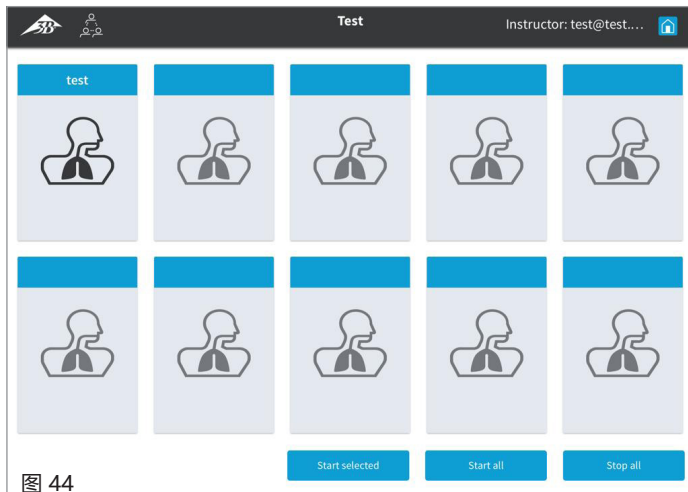 3B
Test
Instructor: test@test....
test
Start selected
Start all
Stop all
图 44